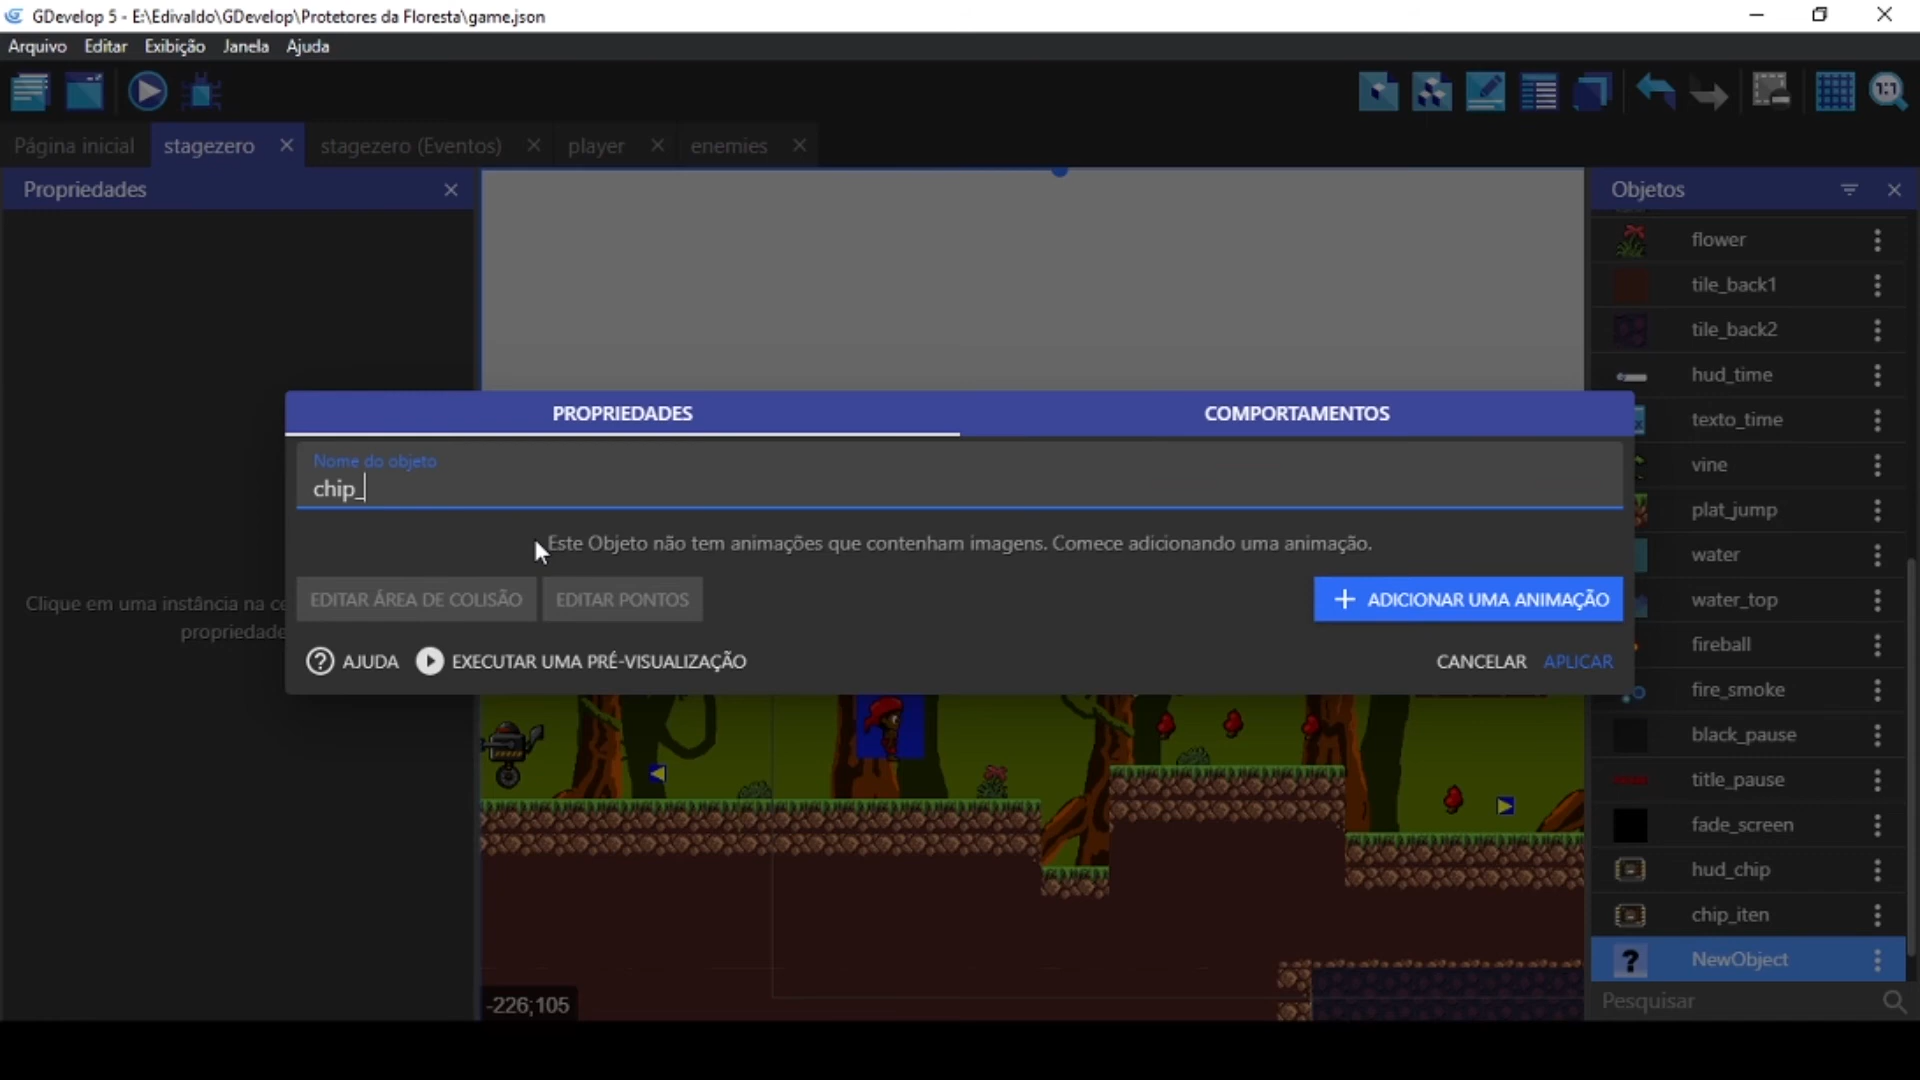 GDevelop 5 - E:\Edivaldo\GDevelop\Protetores da Floresta\game.json
Arquivo Editar Exibição Janela Ajuda
1:1
Página inicial stagezero stagezero (Eventos) player enemies
Propriedades
Clique em uma instância na ce
propriedade
PROPRIEDADES COMPORTAMENTOS
Nome do objeto
chip_
Este Objeto não tem animações que contenham imagens. Comece adicionando uma animação.
EDITAR ÁREA DE COLISÃO EDITAR PONTOS + ADICIONAR UMA ANIMAÇÃO
? AJUDA EXECUTAR UMA PRÉ-VISUALIZAÇÃO CANCELAR APLICAR
-226;105
Objetos
flower
tile_back1
tile_back2
hud_time
texto_time
vine
plat_jump
water
water_top
fireball
fire_smoke
black_pause
title_pause
fade_screen
hud_chip
chip_iten
? NewObject
Pesquisar